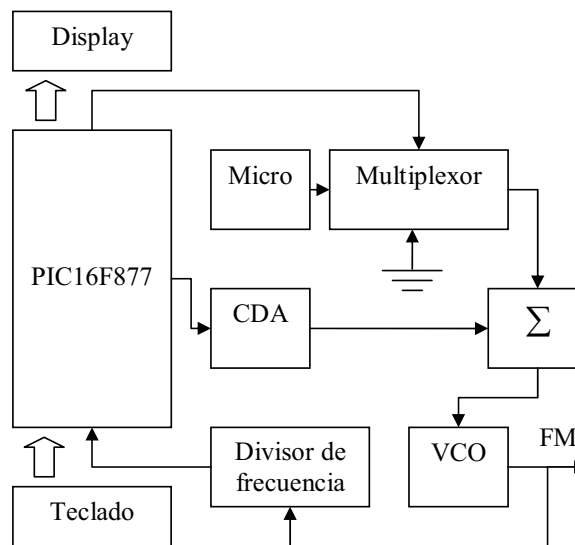 Display
Micro
Multiplexor
PIC16F877
CDA
Σ
Divisor de
frecuencia
VCO
FM
Teclado